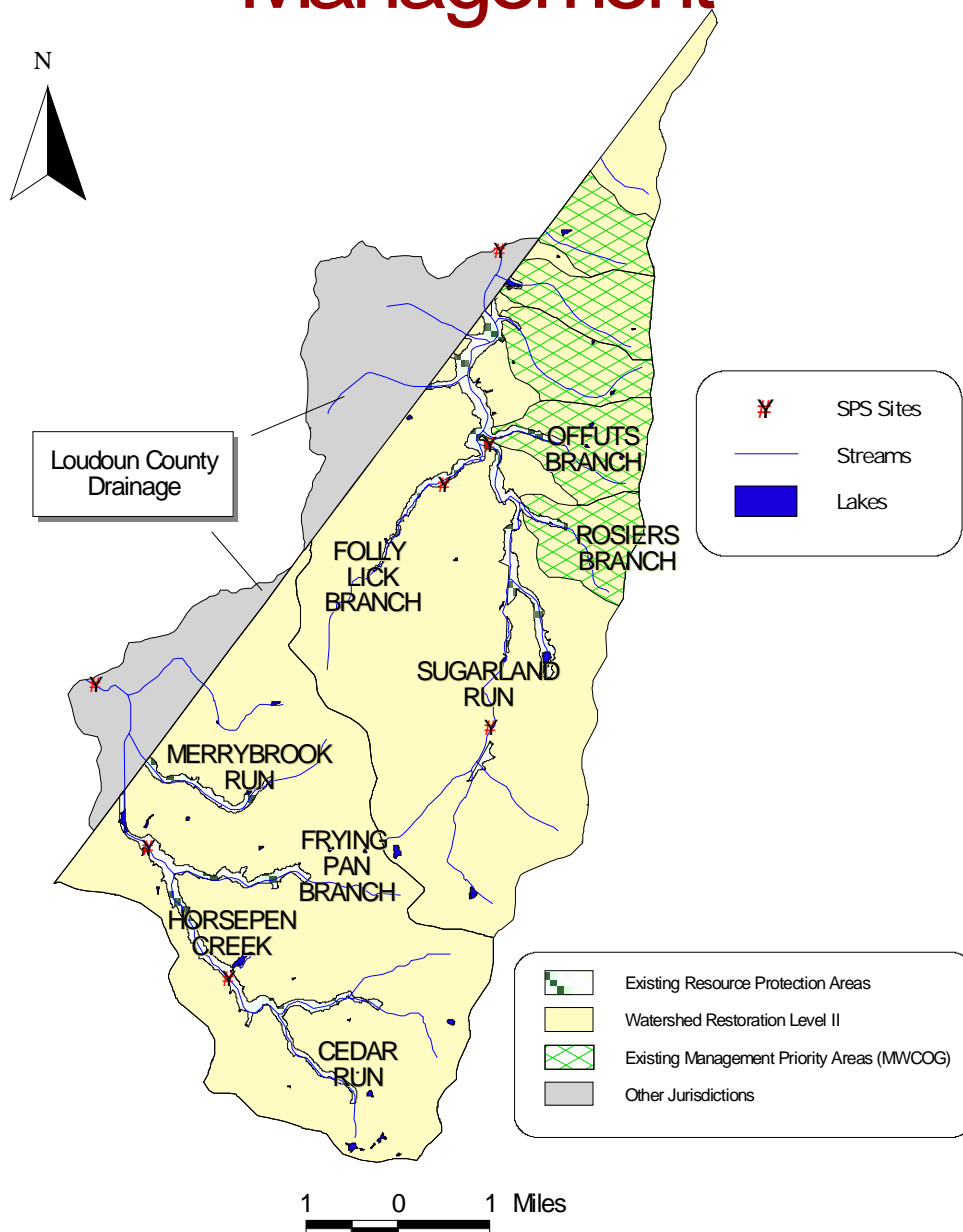 Management
N
Loudoun County
Drainage
SPS Sites
Streams
Lakes
OFFUTS
BRANCH
ROSIERS
BRANCH
FOLLY
LICK
BRANCH
SUGARLAND
RUN
MERRYBROOK
RUN
FRYING
PAN
BRANCH
HORSEPEN
CREEK
CEDAR
RUN
Existing Resource Protection Areas
Watershed Restoration Level II
Existing Management Priority Areas (MWCOG)
Other Jurisdictions
1 0 1 Miles